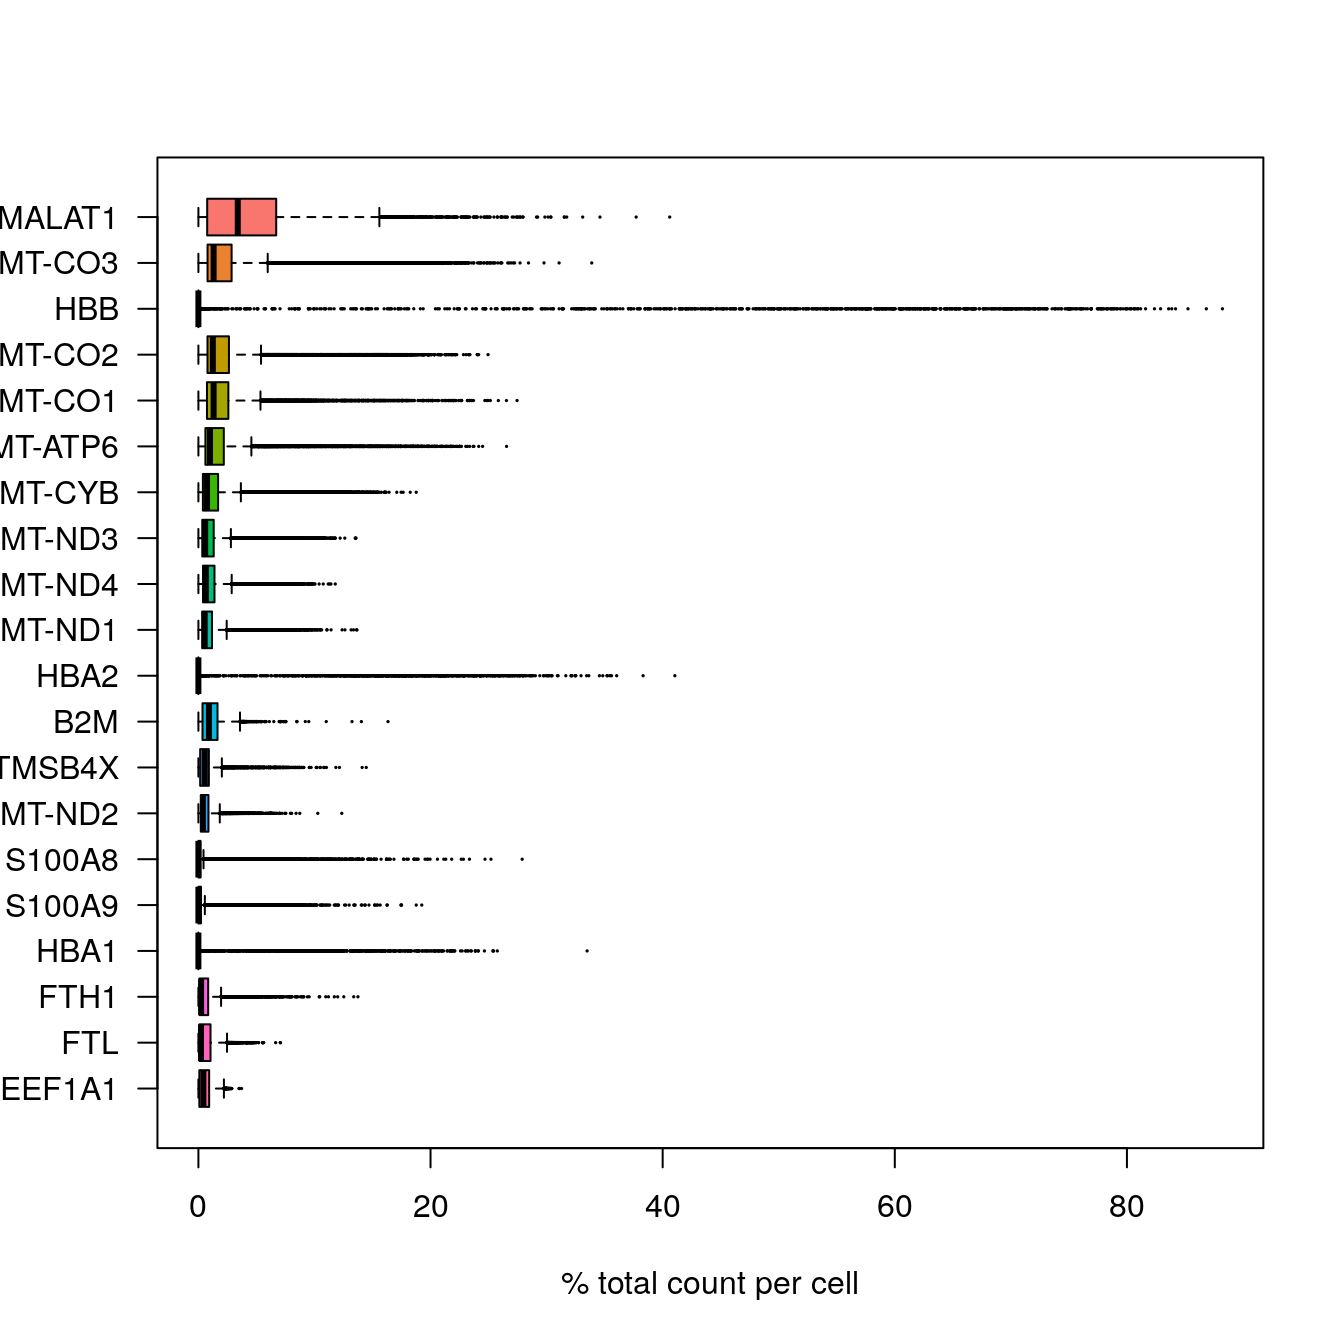 MALAT1
MT-CO3
HBB
MT-CO2
MT-CO1
MT-ATP6
MT-CYB
MT-ND3
MT-ND4
MT-ND1
HBA2
B2M
TMSB4X
MT-ND2
S100A8
S100A9
HBA1
FTH1
FTL
EEF1A1
0 20 40 60 80
% total count per cell